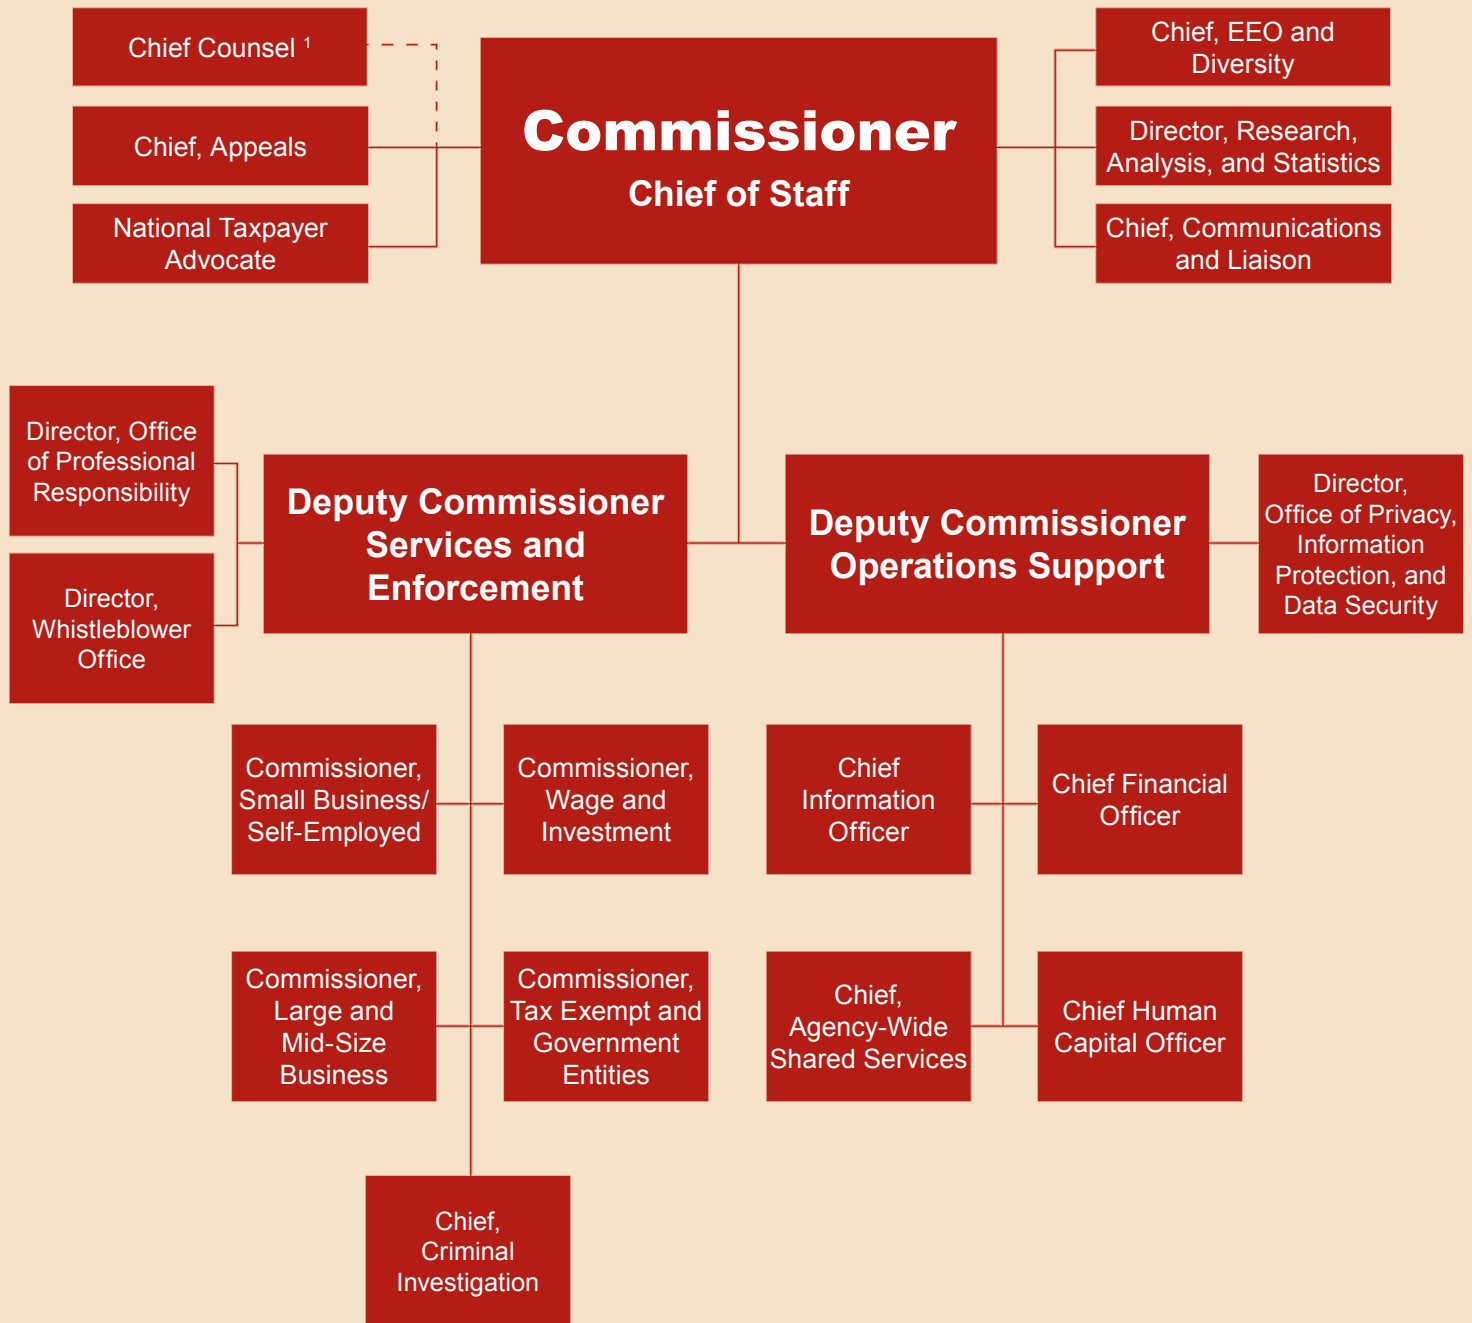 Chief Counsel 1
Chief, Appeals
National Taxpayer
Advocate
Commissioner
Chief of Staff
Chief, EEO and
Diversity
Director, Research,
Analysis, and Statistics
Chief, Communications
and Liaison
Director, Office
of Professional
Responsibility
Director,
Whistleblower
Office
Deputy Commissioner
Services and
Enforcement
Deputy Commissioner
Operations Support
Director,
Office of Privacy,
Information
Protection, and
Data Security
Commissioner,
Small Business/
Self-Employed
Commissioner,
Wage and
Investment
Chief
Information
Officer
Chief Financial
Officer
Commissioner,
Large and
Mid-Size
Business
Commissioner,
Tax Exempt and
Government
Entities
Chief,
Agency-Wide
Shared Services
Chief Human
Capital Officer
Chief,
Criminal
Investigation